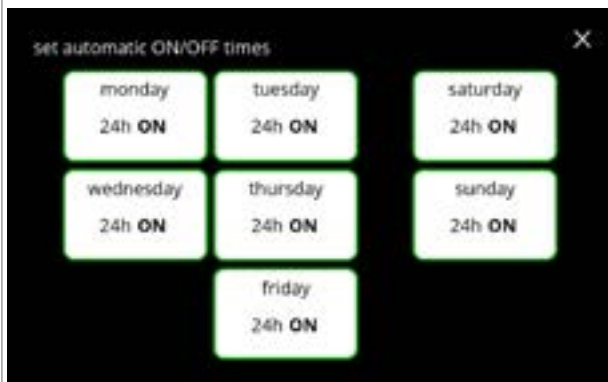 set automatic ON/OFF times
monday
24h ON
tuesday
24h ON
saturday
24h ON
wednesday
24h ON
thursday
24h ON
sunday
24h ON
friday
24h ON